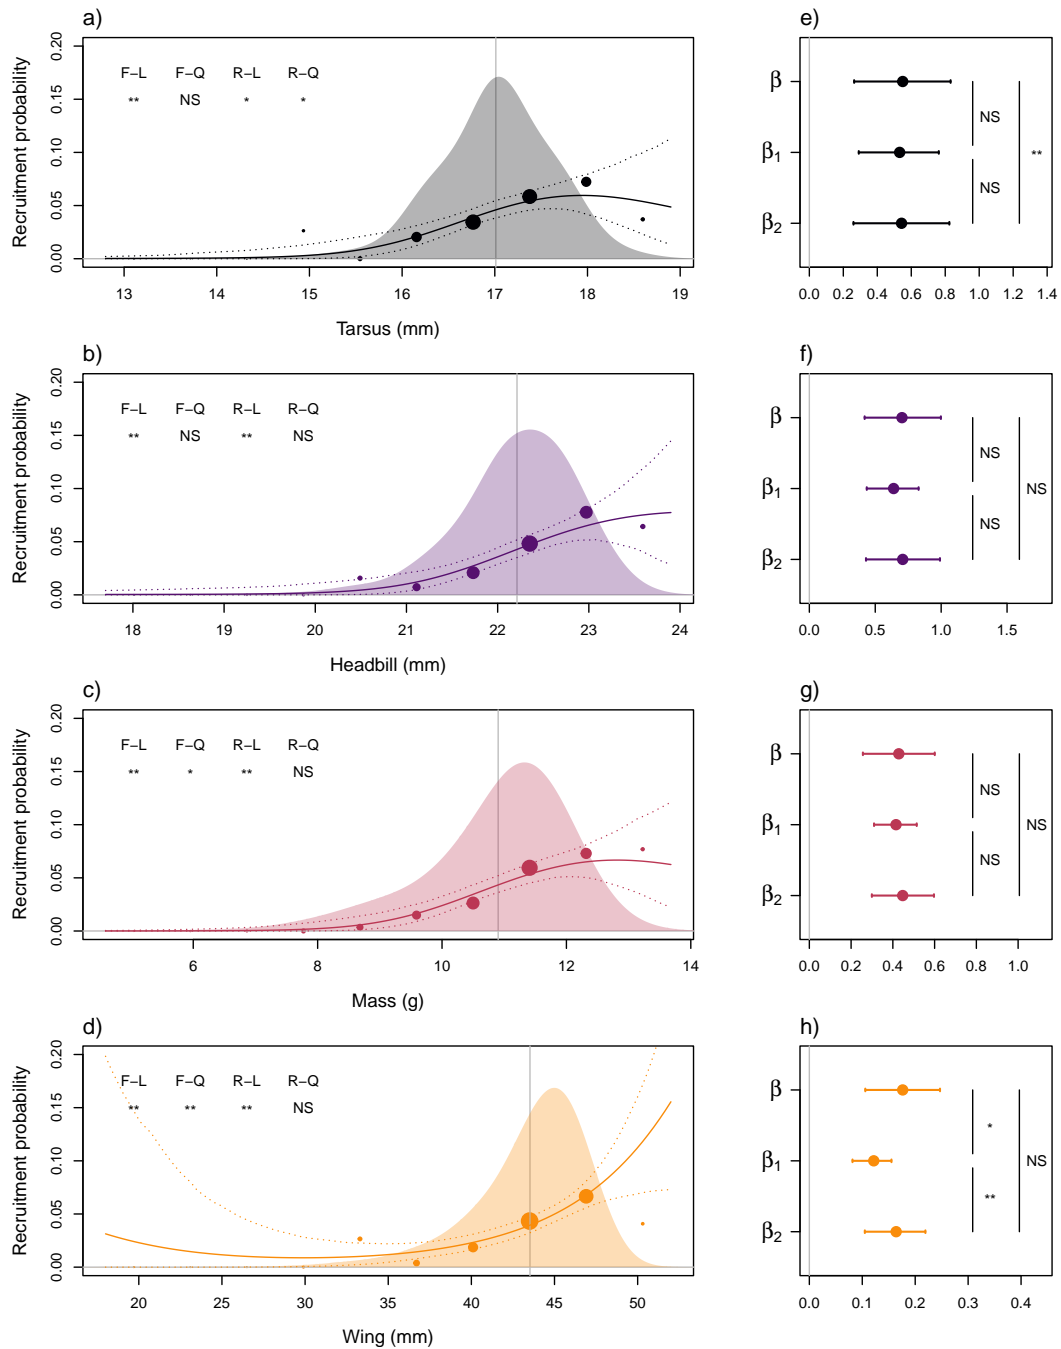 a)
Recruitment probability
0.00 0.05 0.10 0.15 0.20
F−L F−Q R−L R−Q
** NS * *
13 14 15 16 17 18 19
Tarsus (mm)
e)
β
β1
β2
NS
NS
**
0.0 0.2 0.4 0.6 0.8 1.0 1.2 1.4
b)
Recruitment probability
0.00 0.05 0.10 0.15 0.20
F−L F−Q R−L R−Q
** NS ** NS
18 19 20 21 22 23 24
Headbill (mm)
f)
β
β1
β2
NS
NS
NS
0.0 0.5 1.0 1.5
c)
Recruitment probability
0.00 0.05 0.10 0.15 0.20
F−L F−Q R−L R−Q
** * ** NS
6 8 10 12 14
Mass (g)
g)
β
β1
β2
NS
NS
NS
0.0 0.2 0.4 0.6 0.8 1.0
d)
Recruitment probability
0.00 0.05 0.10 0.15 0.20
F−L F−Q R−L R−Q
** ** ** NS
20 25 30 35 40 45 50
Wing (mm)
h)
β
β1
β2
*
**
NS
0.0 0.1 0.2 0.3 0.4